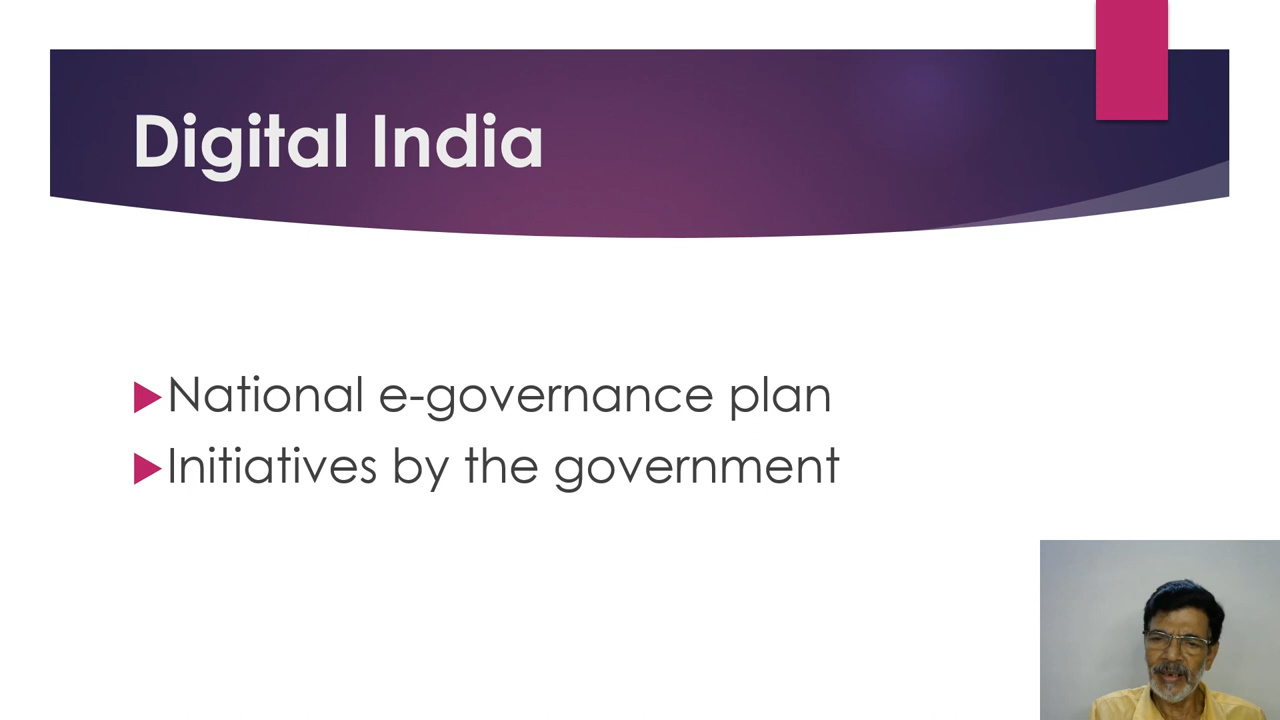 Digital India
National e-governance plan
Initiatives by the government